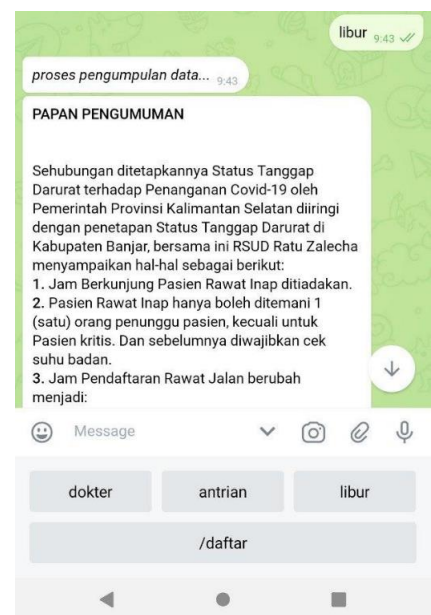 libur 9:43
proses pengumpulan data... 9:43
PAPAN PENGUMUMAN
Sehubungan ditetapkannya Status Tanggap
Darurat terhadap Penanganan Covid-19 oleh
Pemerintah Provinsi Kalimantan Selatan diiringi
dengan penetapan Status Tanggap Darurat di
Kabupaten Banjar, bersama ini RSUD Ratu Zalecha
menyampaikan hal-hal sebagai berikut:
1. Jam Berkunjung Pasien Rawat Inap ditiadakan.
2. Pasien Rawat Inap hanya boleh ditemani 1
(satu) orang penunggu pasien, kecuali untuk
Pasien kritis. Dan sebelumnya diwajibkan cek
suhu badan.
3. Jam Pendaftaran Rawat Jalan berubah
menjadi:
Message
dokter antrian libur
/daftar